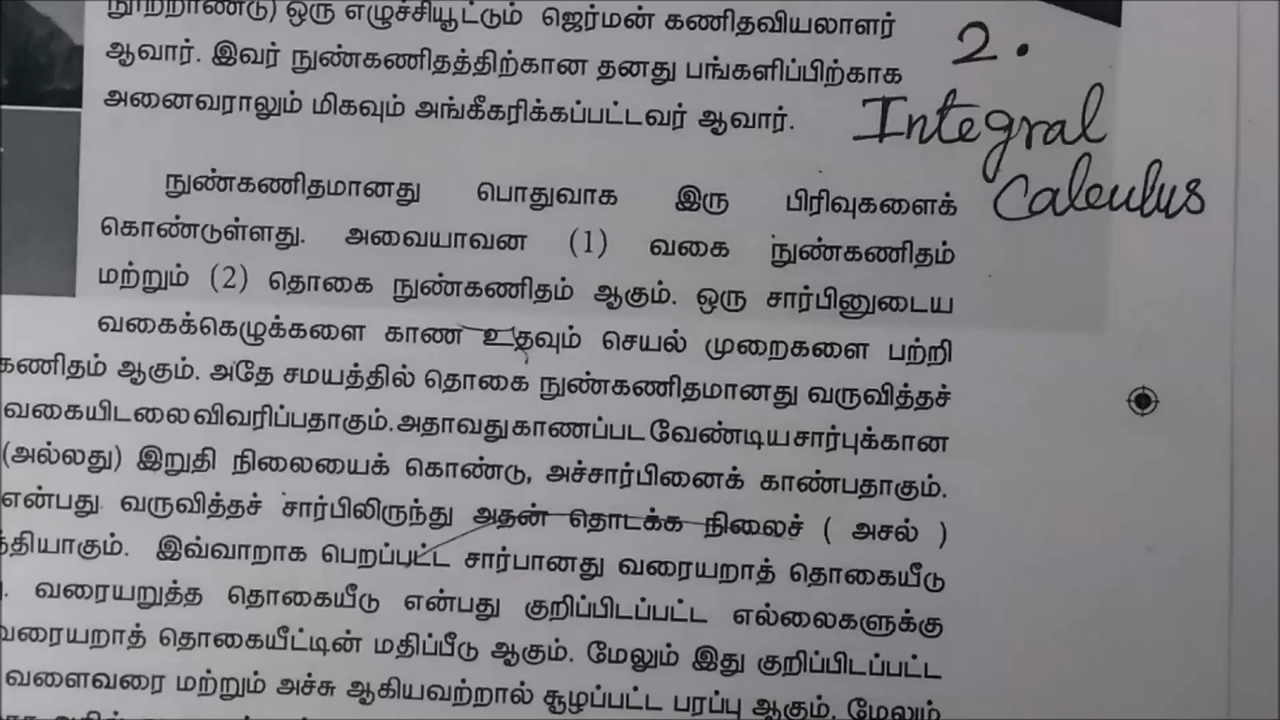 நூற்றாண்டு) ஒரு எழுச்சியூட்டும் ஜெர்மன் கணிதவியலாளர்
ஆவார். இவர் நுண்கணிதத்திற்கான தனது பங்களிப்பிற்காக
அனைவராலும் மிகவும் அங்கீகரிக்கப்பட்டவர் ஆவார்.
2.
Integral
Calculus
நுண்கணிதமானது பொதுவாக இரு பிரிவுகளைக்
கொண்டுள்ளது. அவையாவன (1) வகை நுண்கணிதம்
மற்றும் (2) தொகை நுண்கணிதம் ஆகும். ஒரு சார்பினுடைய
வகைக்கெழுக்களை காண உதவும் செயல் முறைகளை பற்றி
கணிதம் ஆகும். அதே சமயத்தில் தொகை நுண்கணிதமானது வருவித்தச்
வகையிடலை விவரிப்பதாகும். அதாவது காணப்பட வேண்டிய சார்புக்கான
(அல்லது) இறுதி நிலையைக் கொண்டு, அச்சார்பினைக் காண்பதாகும்.
என்பது வருவித்தச் சார்பிலிருந்து அதன் தொடக்க நிலைச் ( அசல் )
த்தியாகும். இவ்வாறாக பெறப்பட்ட சார்பானது வரையறாத் தொகையீடு
. வரையறுத்த தொகையீடு என்பது குறிப்பிடப்பட்ட எல்லைகளுக்கு
வரையறாத் தொகையீட்டின் மதிப்பீடு ஆகும். மேலும் இது குறிப்பிடப்பட்ட
வளைவரை மற்றும் அச்சு ஆகியவற்றால் சூழப்பட்ட பரப்பு ஆகும். மேலும்